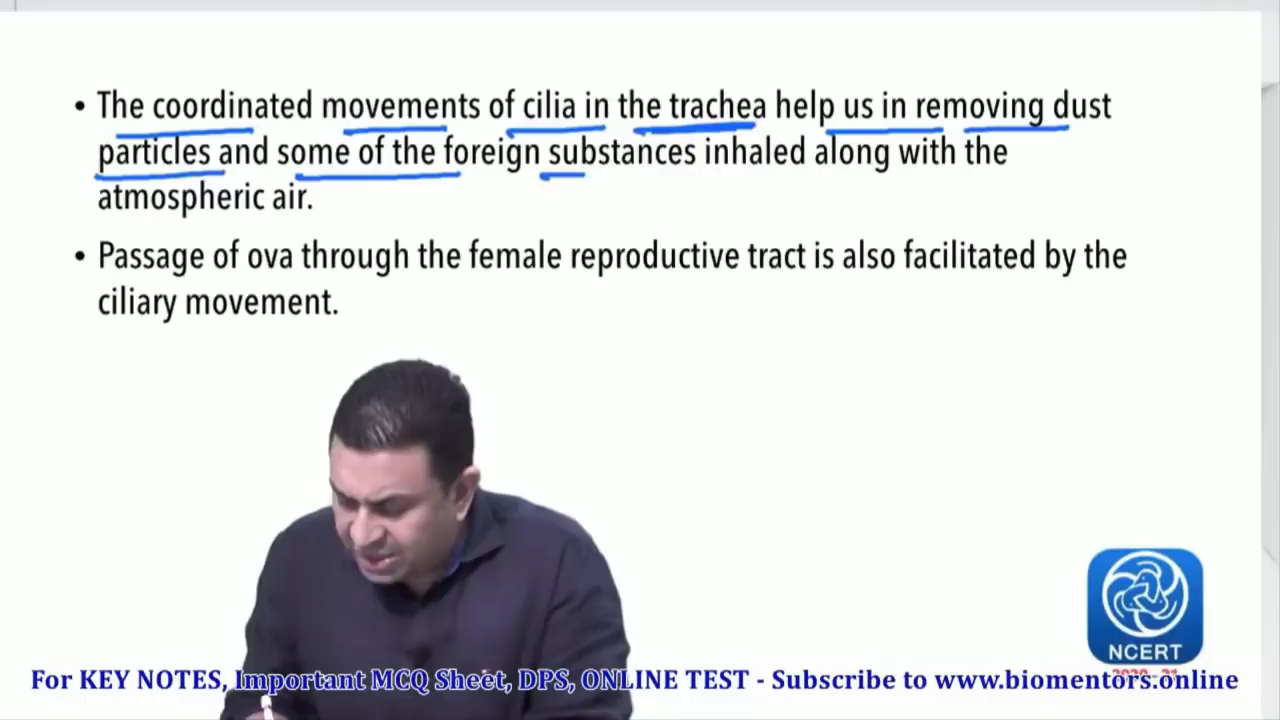 • The coordinated movements of cilia in the trachea help us in removing dust
particles and some of the foreign substances inhaled along with the
atmospheric air.
• Passage of ova through the female reproductive tract is also facilitated by the
ciliary movement.
NCERT
2020-21
For KEY NOTES, Important MCQ Sheet, DPS, ONLINE TEST - Subscribe to www.biomentors.online